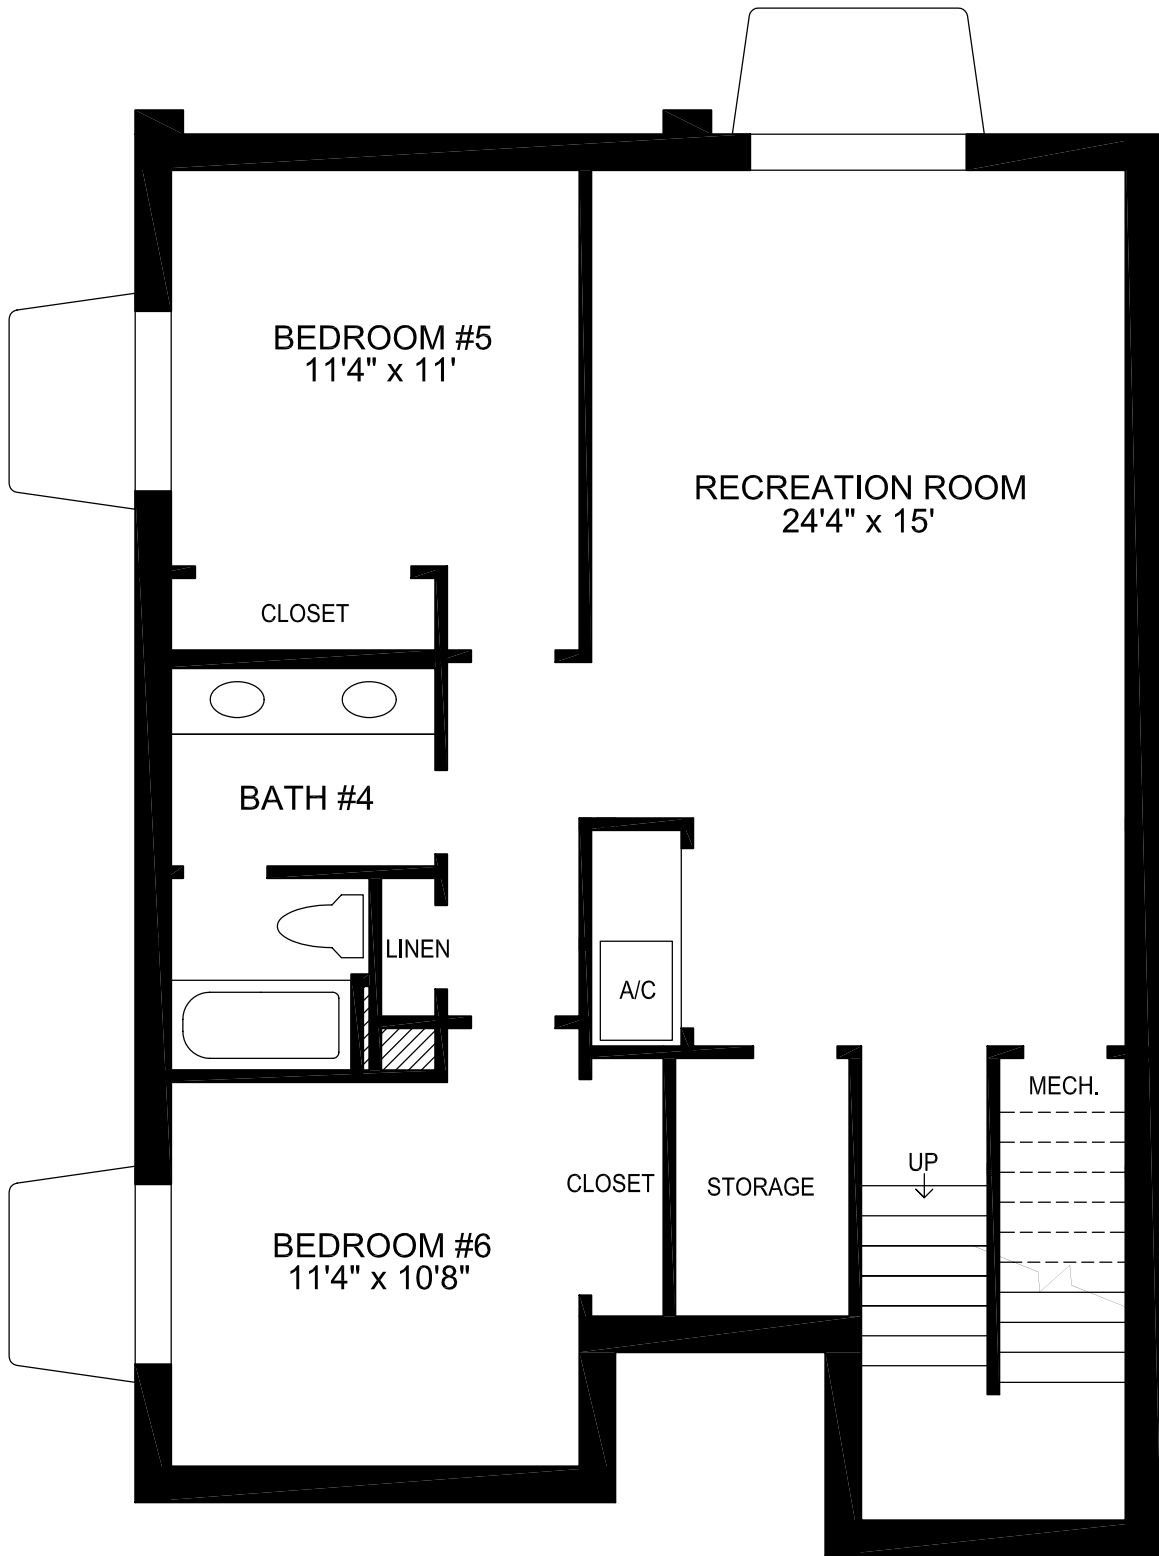 BEDROOM #5
11'4" x 11'
RECREATION ROOM
24'4" x 15'
CLOSET
BATH #4
LINEN
A/C
MECH.
UP
CLOSET
STORAGE
BEDROOM #6
11'4" x 10'8"